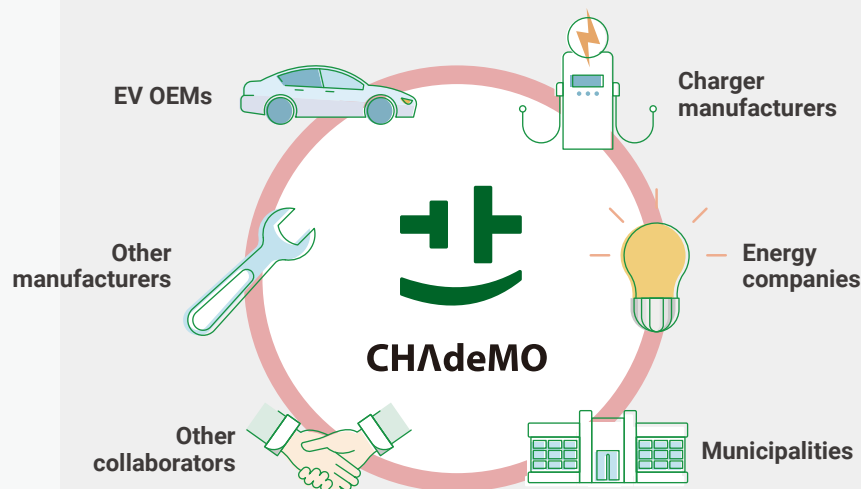 EV OEMs
Charger
manufacturers
Other
manufacturers
Energy
companies
CHΛdeMO
Other
collaborators
Municipalities